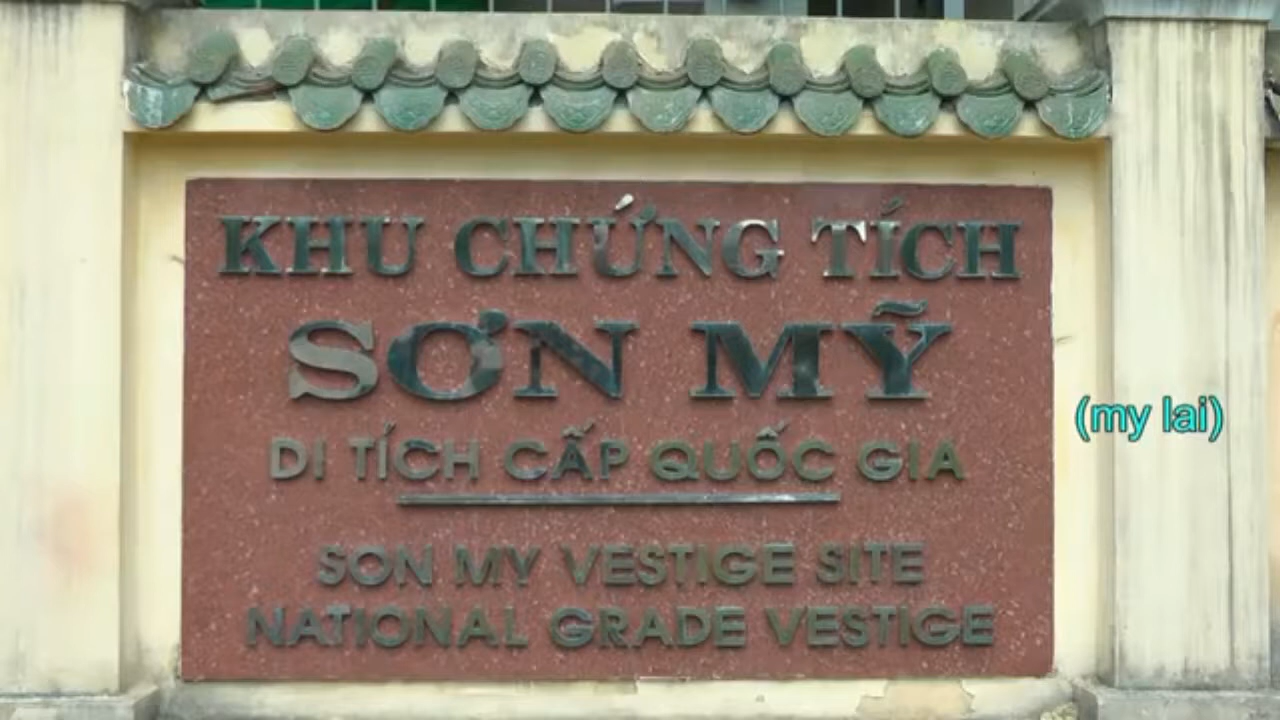 KHU CHỨNG TÍCH
SƠN MỸ
(my lai)
DI TÍCH CẤP QUỐC GIA
SON MY VESTIGE SITE
NATIONAL GRADE VESTIGE